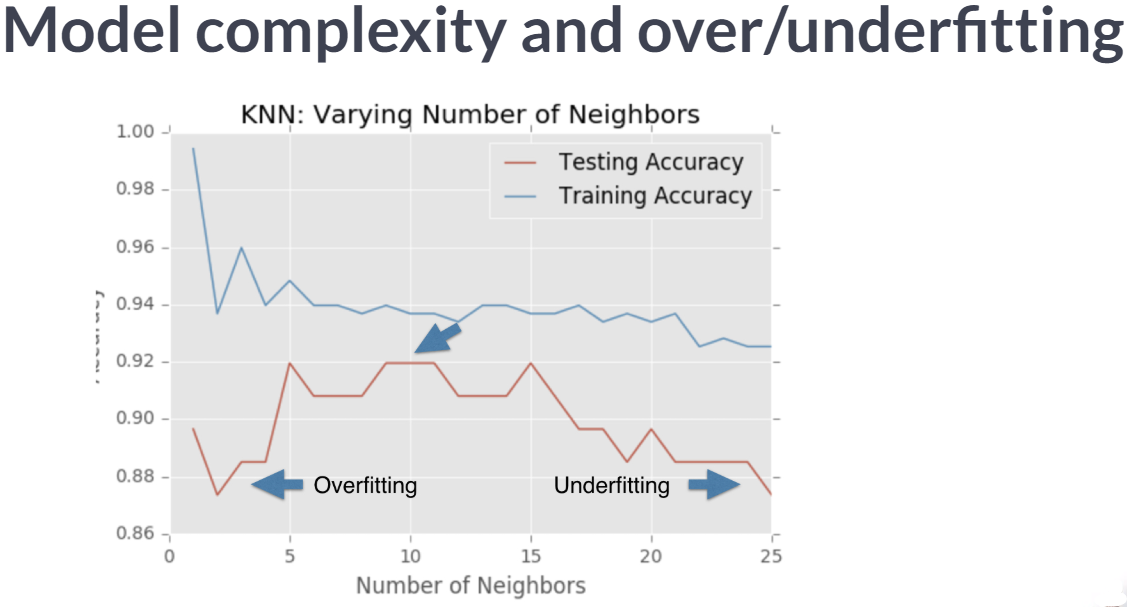 Model complexity and over/underfitting
KNN: Varying Number of Neighbors
1.00
0.98
0.96
0.94
0.92
0.90
0.88
0.86
Testing Accuracy
Training Accuracy
Overfitting
Underfitting
0 5 10 15 20 25
Number of Neighbors